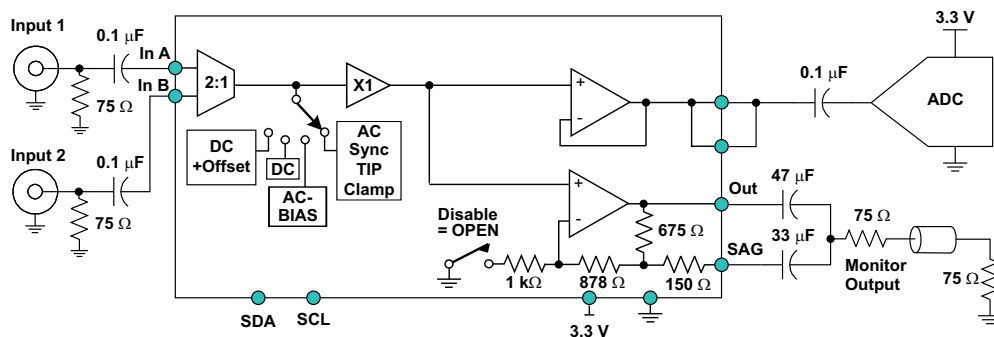 Input 1
0.1 μF
In A
75 Ω
In B
2:1
X1
Input 2
0.1 μF
75 Ω
DC
+Offset
DC
AC-
BIAS
AC
Sync
TIP
Clamp
+
-
0.1 μF
3.3 V
ADC
+
-
Disable
= OPEN
1 kΩ
878 Ω
675 Ω
150 Ω
Out
SAG
47 μF
33 μF
75 Ω
Monitor
Output
75 Ω
SDA
SCL
3.3 V